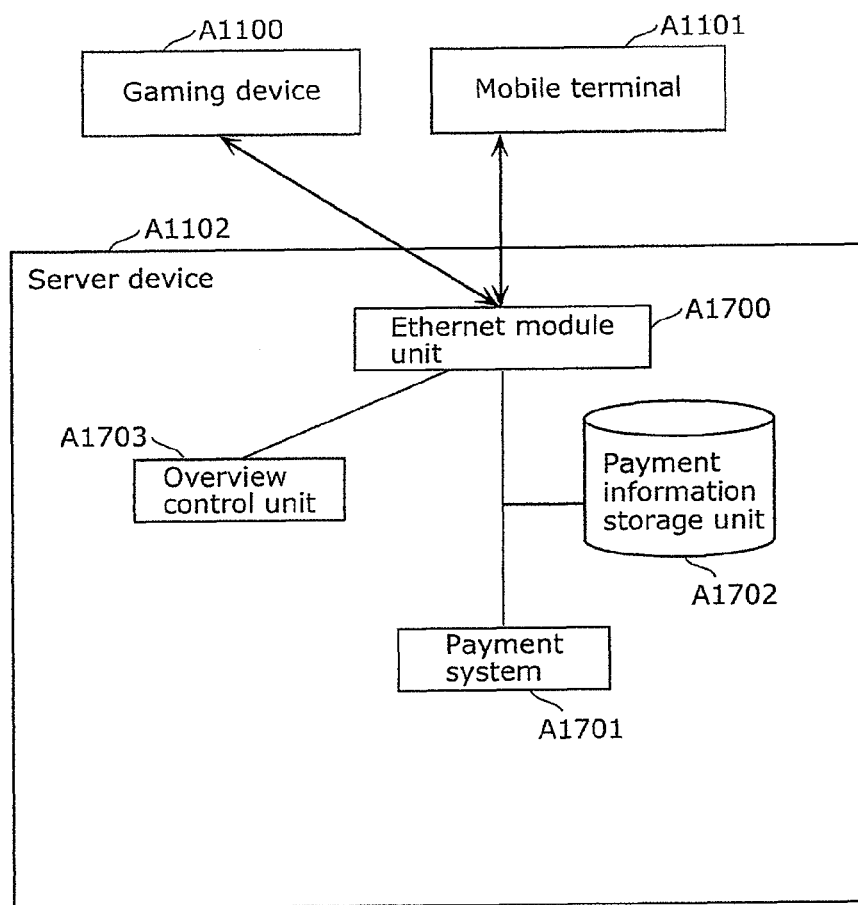 A1100
A1101
Gaming device
Mobile terminal
A1102
Server device
Ethernet module
unit
A1700
A1703
Overview
control unit
Payment
information
storage unit
A1702
Payment
system
A1701